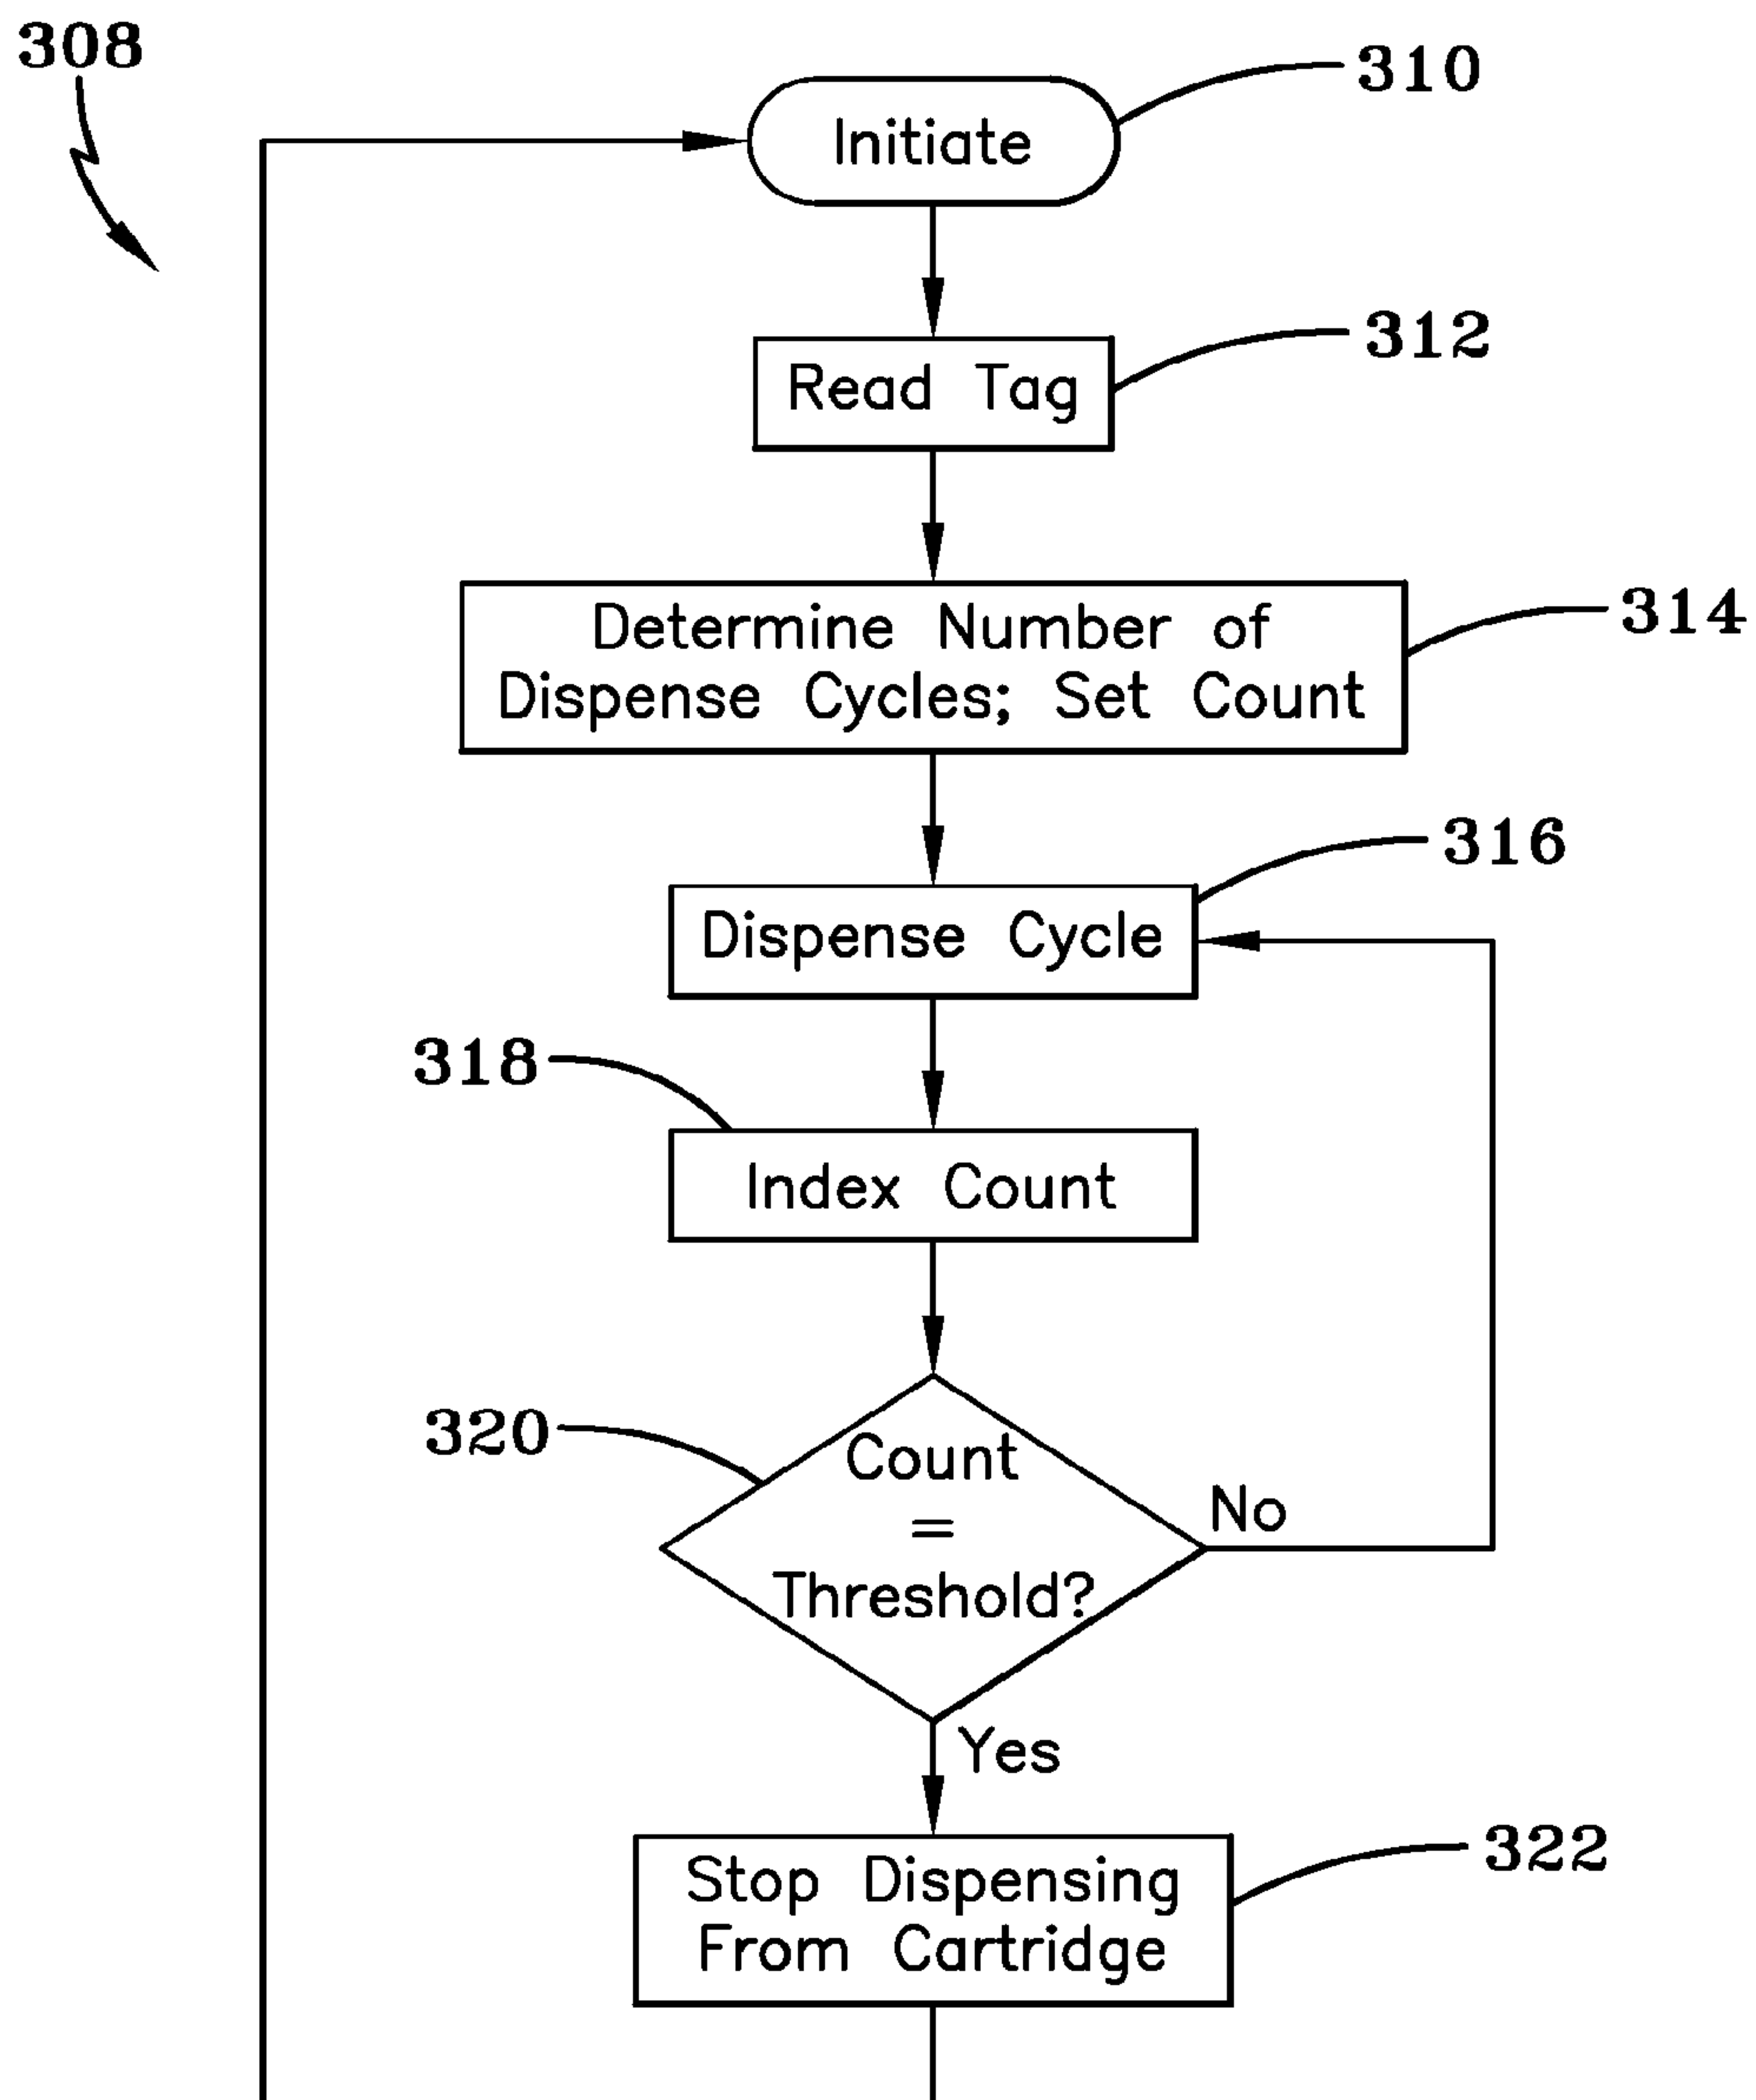 308
310
Initiate
312
Read Tag
314
Determine Number of
Dispense Cycles; Set Count
316
Dispense Cycle
318
Index Count
320
Count
=
Threshold?
No
Yes
322
Stop Dispensing
From Cartridge